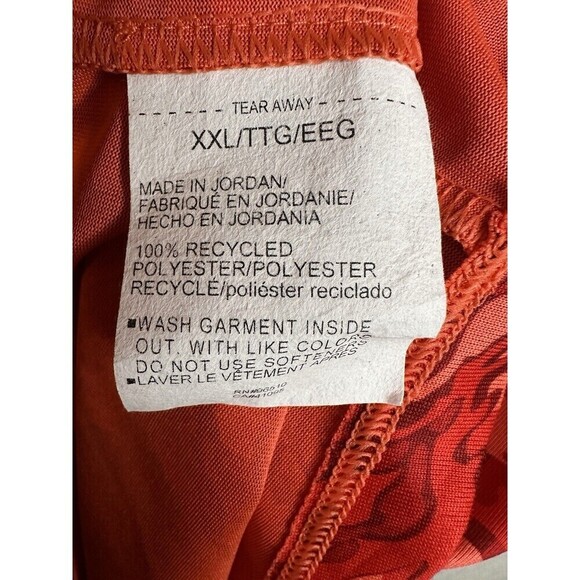 TEAR AWAY
XXL/TTG/EEG
MADE IN JORDAN/
FABRIQUÉ EN JORDANIE/
HECHO EN JORDANIA
100% RECYCLED
POLYESTER/POLYESTER
RECYCLÉ/poliéster reciclado
WASH GARMENT INSIDE
OUT. WITH LIKE COLORS
DO NOT USE SOFTENERS
LAVER LE VÊTEMENT APRES